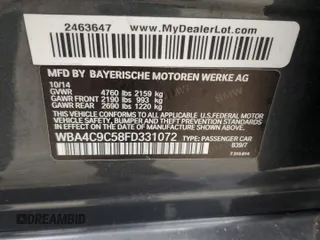 2463647 www.MyDealerLot.com
MFD BY BAYERISCHE MOTOREN WERKE AG
10/14
GVWR 4760 lbs 2159 kg
GAWR FRONT 2190 lbs 993 kg
GAWR REAR 2690 lbs 1220 kg
THIS VEHICLE CONFORMS TO ALL APPLICABLE U.S. FEDERAL MOTOR
VEHICLE SAFETY, BUMPER, AND THEFT PREVENTION STANDARDS IN EFFECT
ON THE DATE OF MANUFACTURE SHOWN ABOVE.
WBA4C9C58FD331072 TYPE: PASSENGER CAR
839/7
DREAMBID